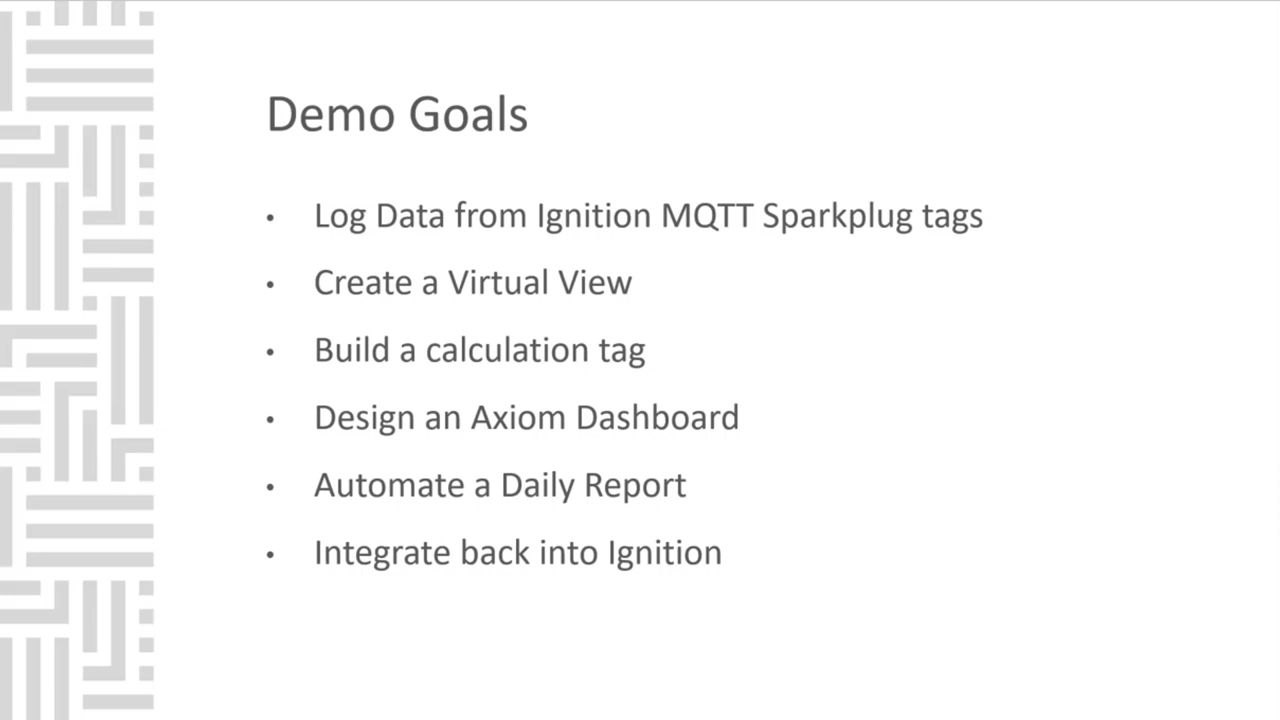 Demo Goals
• Log Data from Ignition MQTT Sparkplug tags
• Create a Virtual View
• Build a calculation tag
• Design an Axiom Dashboard
• Automate a Daily Report
• Integrate back into Ignition